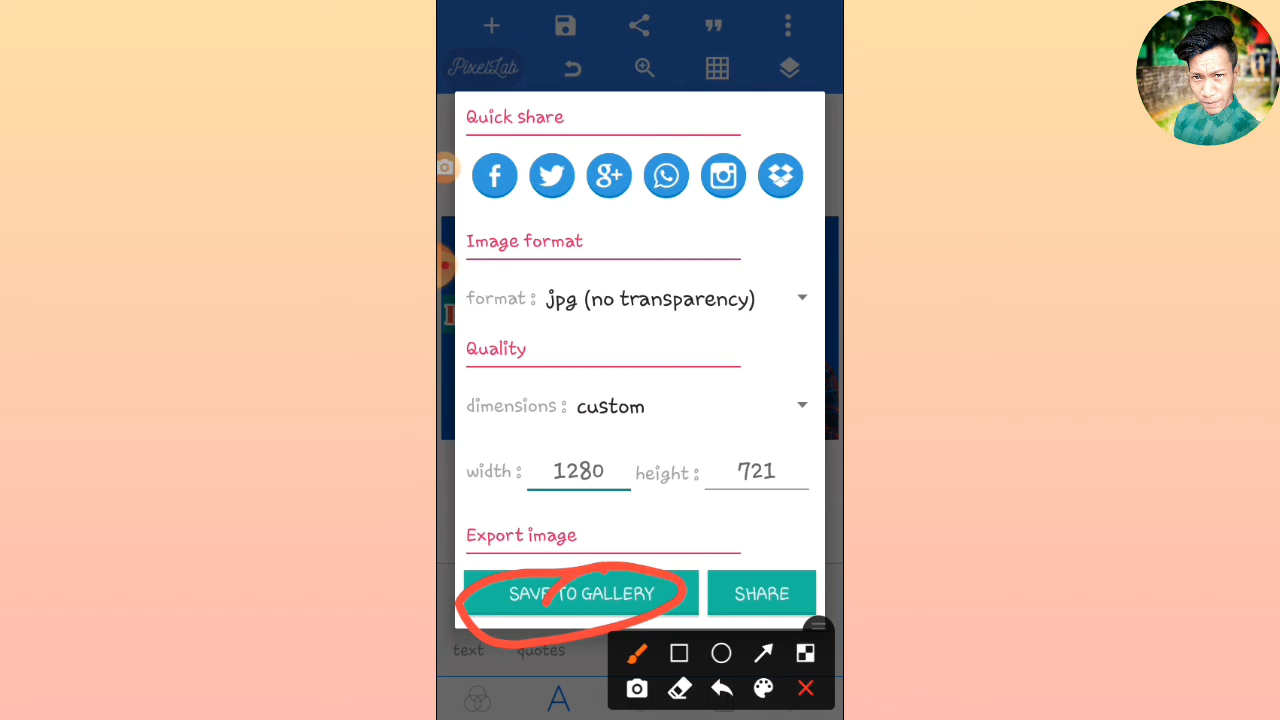 PixelLab
Quick share
Image format
format : jpg (no transparency)
Quality
dimensions : custom
width : 1280 height : 721
Export image
SAVE TO GALLERY SHARE
text quotes